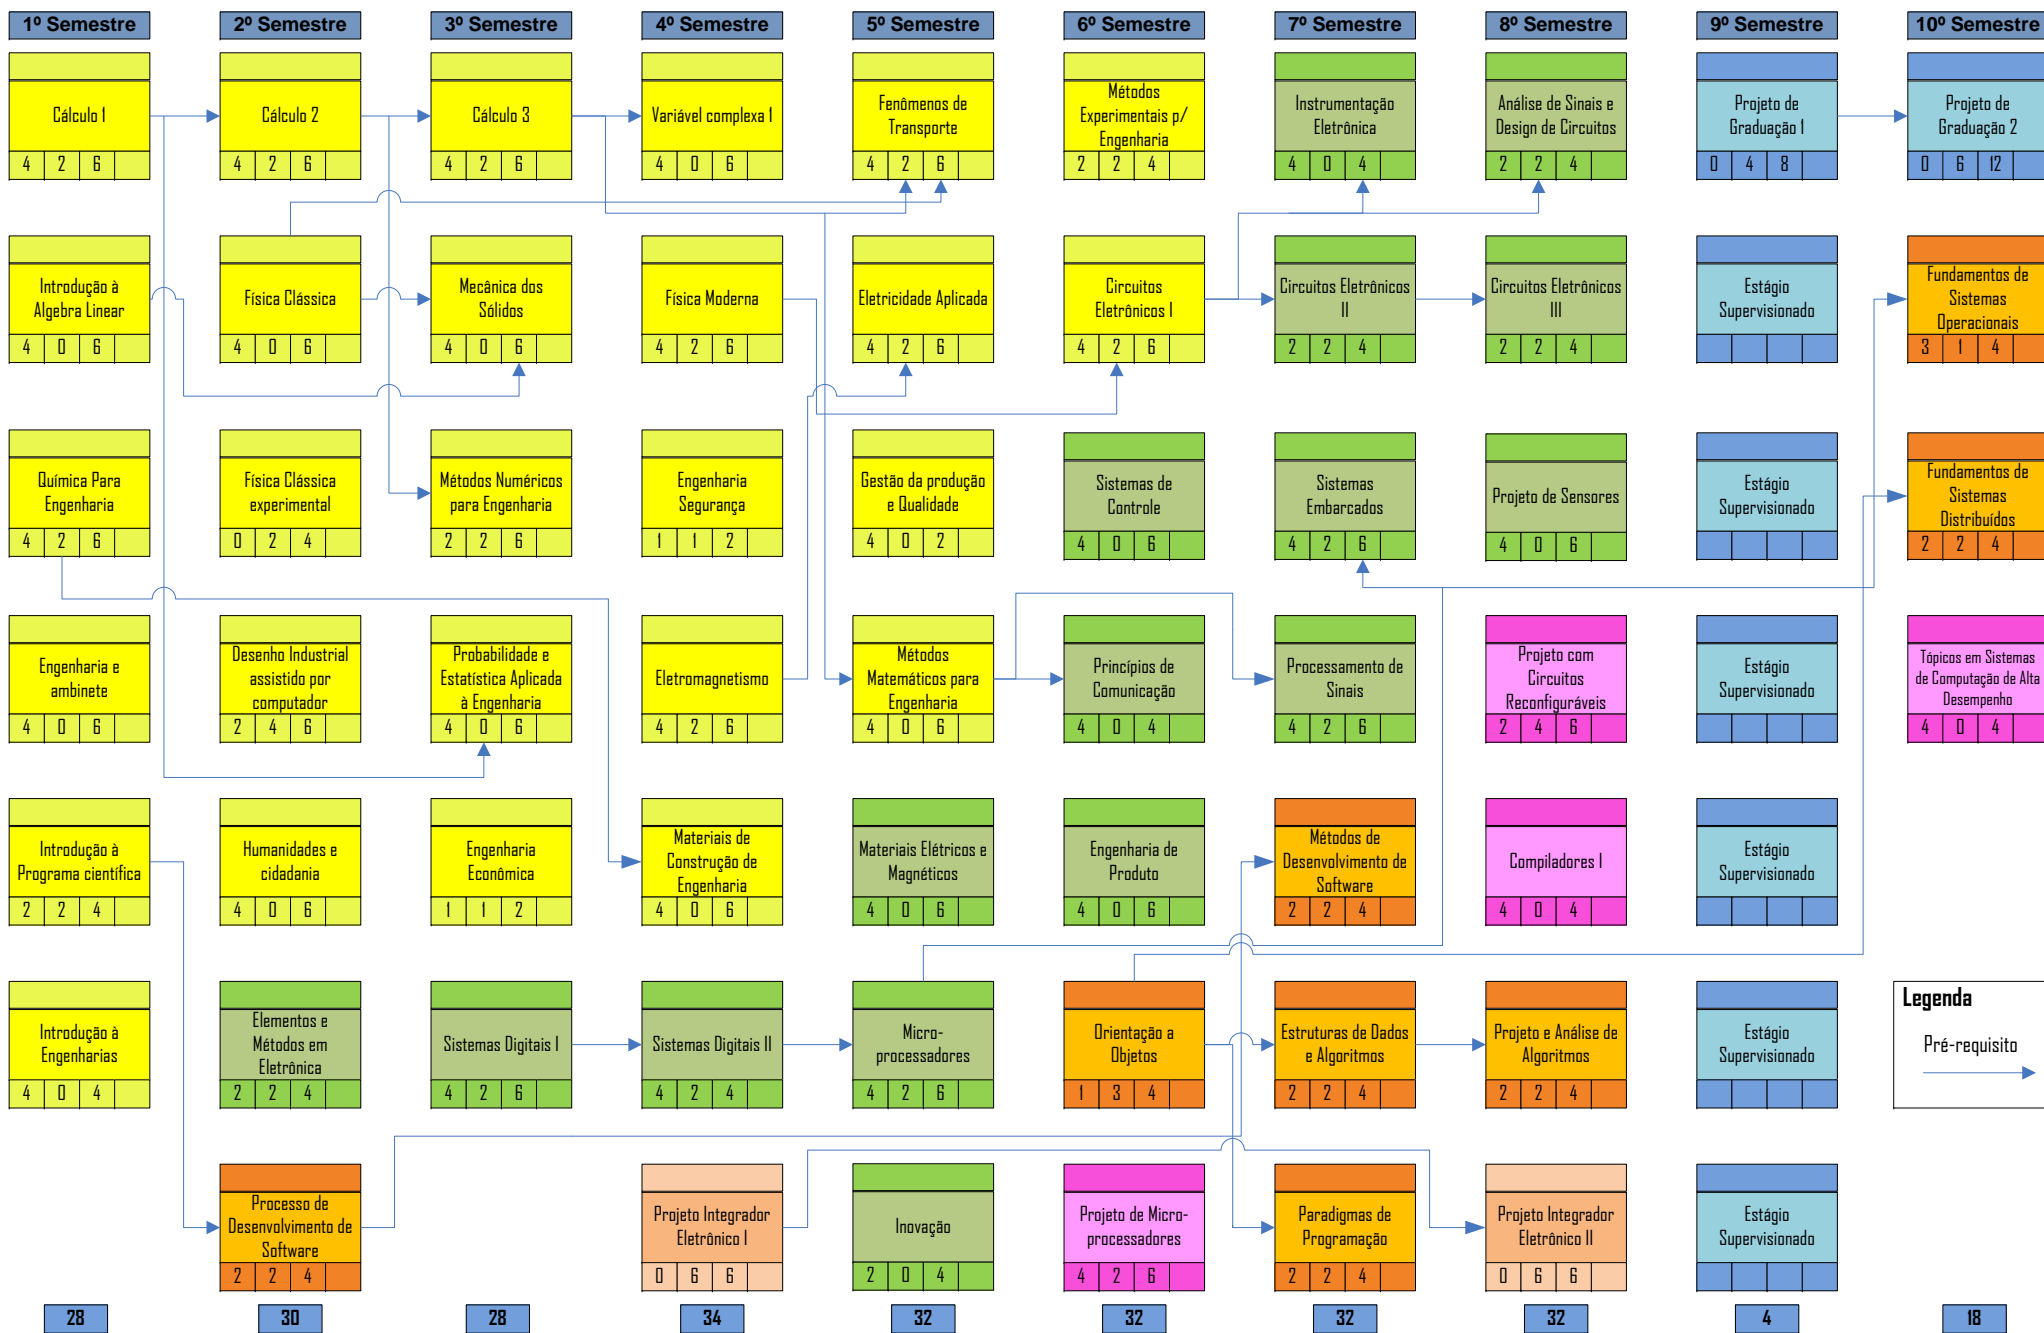 1º Semestre
2º Semestre
3º Semestre
4º Semestre
5º Semestre
6º Semestre
7º Semestre
8º Semestre
9º Semestre
10º Semestre
Cálculo 1
4 2 6
Cálculo 2
4 2 6
Cálculo 3
4 2 6
Variável complexa 1
4 0 6
Fenômenos de
Transporte
4 2 6
Métodos
Experimentais p/
Engenharia
2 2 4
Instrumentação
Eletrônica
4 0 4
Análise de Sinais e
Design de Circuitos
2 2 4
Projeto de
Graduação 1
0 4 8
Projeto de
Graduação 2
0 6 12
Introdução à
Algebra Linear
4 0 6
Física Clássica
4 0 6
Mecânica dos
Sólidos
4 0 6
Física Moderna
4 2 6
Eletricidade Aplicada
4 2 6
Circuitos
Eletrônicos I
4 2 6
Circuitos Eletrônicos
II
2 2 4
Circuitos Eletrônicos
III
2 2 4
Estágio
Supervisionado
Fundamentos de
Sistemas
Operacionais
3 1 4
Química Para
Engenharia
4 2 6
Física Clássica
experimental
0 2 4
Métodos Numéricos
para Engenharia
2 2 6
Engenharia
Segurança
1 1 2
Gestão da produção
e Qualidade
4 0 2
Sistemas de
Controle
4 0 6
Sistemas
Embarcados
4 2 6
Projeto de Sensores
4 0 6
Estágio
Supervisionado
Fundamentos de
Sistemas
Distribuídos
2 2 4
Engenharia e
ambinete
4 0 6
Desenho Industrial
assistido por
computador
2 4 6
Probabilidade e
Estatística Aplicada
à Engenharia
4 0 6
Eletromagnetismo
4 2 6
Métodos
Matemáticos para
Engenharia
4 0 6
Princípios de
Comunicação
4 0 4
Processamento de
Sinais
4 2 6
Projeto com
Circuitos
Reconfiguráveis
2 4 6
Estágio
Supervisionado
Tópicos em Sistemas
de Computação de Alta
Desempenho
4 0 4
Introdução à
Programa científica
2 2 4
Humanidades e
cidadania
4 0 6
Engenharia
Econômica
1 1 2
Materiais de
Construção de
Engenharia
4 0 6
Materiais Elétricos e
Magnéticos
4 0 6
Engenharia de
Produto
4 0 6
Métodos de
Desenvolvimento de
Software
2 2 4
Compiladores I
4 0 4
Estágio
Supervisionado
Introdução à
Engenharias
4 0 4
Elementos e
Métodos em
Eletrônica
2 2 4
Sistemas Digitais I
4 2 6
Sistemas Digitais II
4 2 4
Micro-
processadores
4 2 6
Orientação a
Objetos
1 3 4
Estruturas de Dados
e Algoritmos
2 2 4
Projeto e Análise de
Algoritmos
2 2 4
Estágio
Supervisionado
Legenda
Pré-requisito
Processo de
Desenvolvimento de
Software
2 2 4
Projeto Integrador
Eletrônico I
0 6 6
Inovação
2 0 4
Projeto de Micro-
processadores
4 2 6
Paradigmas de
Programação
2 2 4
Projeto Integrador
Eletrônico II
0 6 6
Estágio
Supervisionado
28
30
28
34
32
32
32
32
4
18